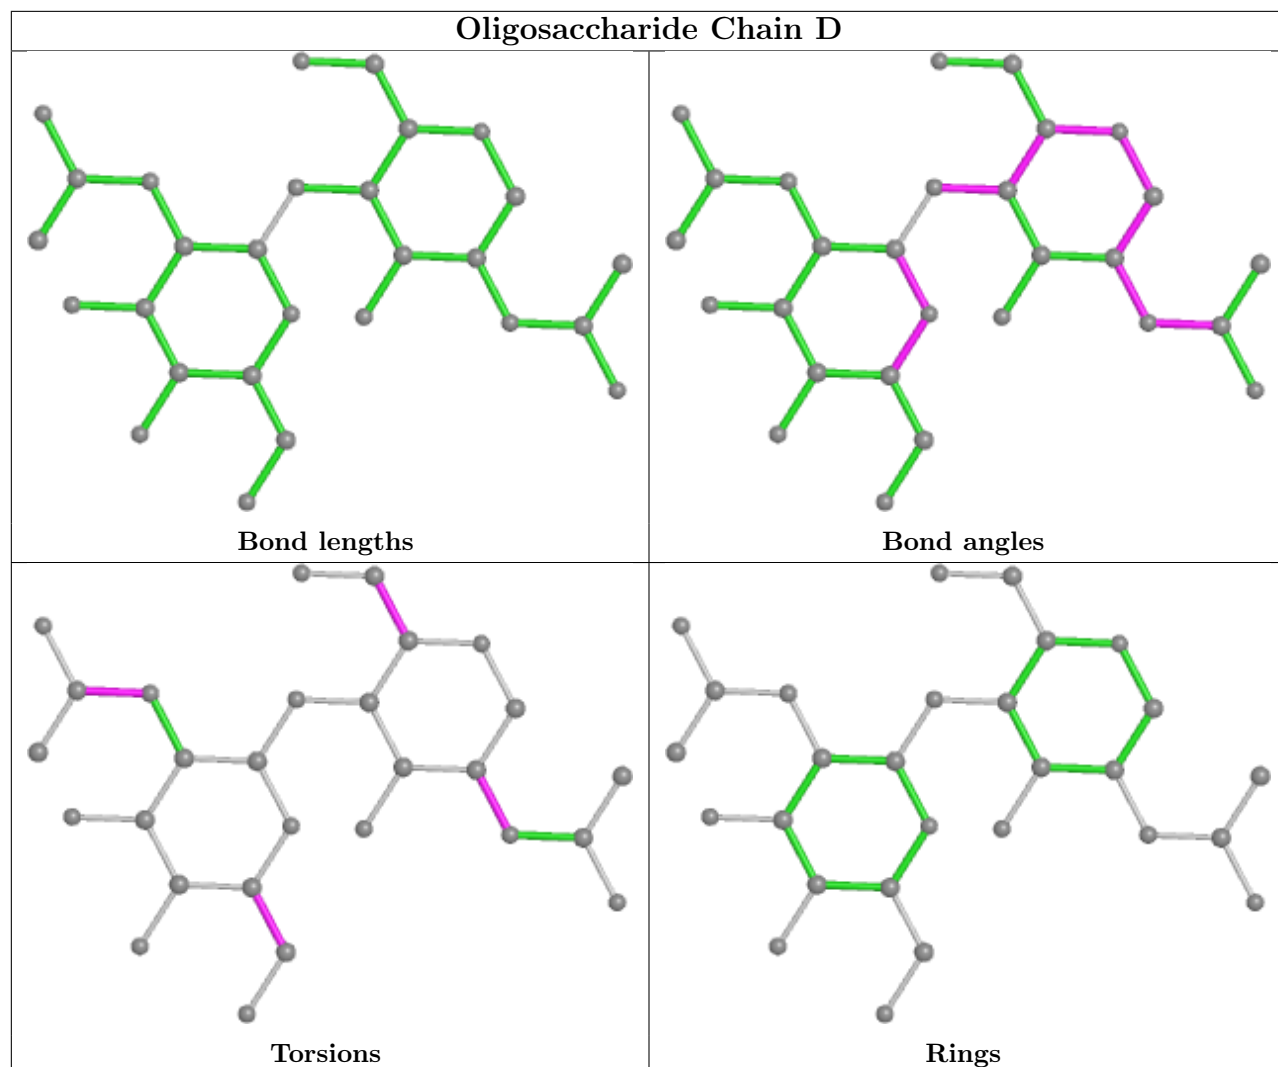 Oligosaccharide Chain D
Bond lengths
Bond angles
Torsions
Rings